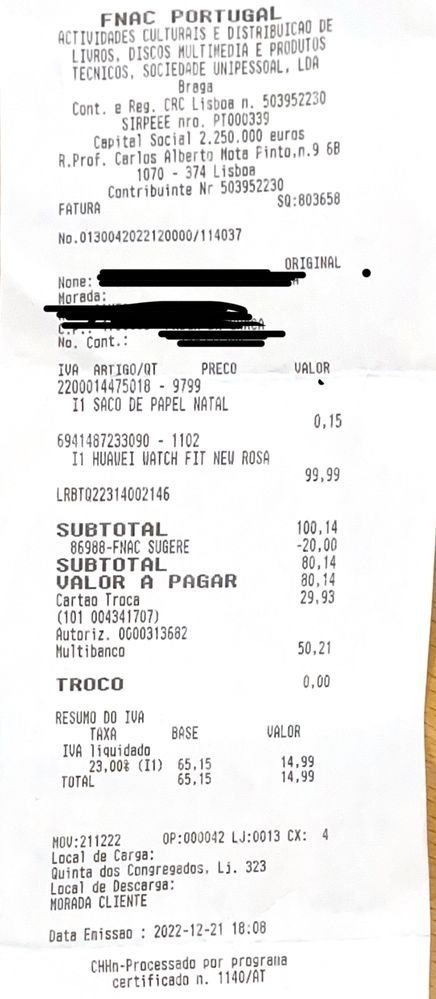 FNAC PORTUGAL
ACTIVIDADES CULTURAIS E DISTRIBUICAO DE
LIVROS, DISCOS MULTIMEDIA E PRODUTOS
TECNICOS, SOCIEDADE UNIPESSOAL, LDA
Braga
Cont. e Reg. CRC Lisboa n. 503952230
SIRPEEE nro. PT000339
Capital Social 2.250.000 euros
R.Prof. Carlos Alberto Mota Pinto,n.9 6B
1070 - 374 Lisboa
Contribuinte Nr 503952230
FATURA SQ:803658
No.0130042022120000/114037
ORIGINAL
Nome:
Morada:
No. Cont.:
IVA ARTIGO/QT PRECO VALOR
2200014475018 - 9799
I1 SACO DE PAPEL NATAL
0,15
6941487233090 - 1102
I1 HUAWEI WATCH FIT NEW ROSA
99,99
LRBTQ22314002146
SUBTOTAL 100,14
86988-FNAC SUGERE -20,00
SUBTOTAL 80,14
VALOR A PAGAR 80,14
Cartao Troca 29,93
(101 004341707)
Autoriz. 0G00313682
Multibanco 50,21
TROCO 0,00
RESUMO DO IVA
TAXA BASE VALOR
IVA liquidado
23,00% (I1) 65,15 14,99
TOTAL 65,15 14,99
MOV:211222 OP:000042 LJ:0013 CX: 4
Local de Carga:
Quinta dos Congregados, Lj. 323
Local de Descarga:
MORADA CLIENTE
Data Emissao : 2022-12-21 18:08
CHHn-Processado por programa
certificado n. 1140/AT